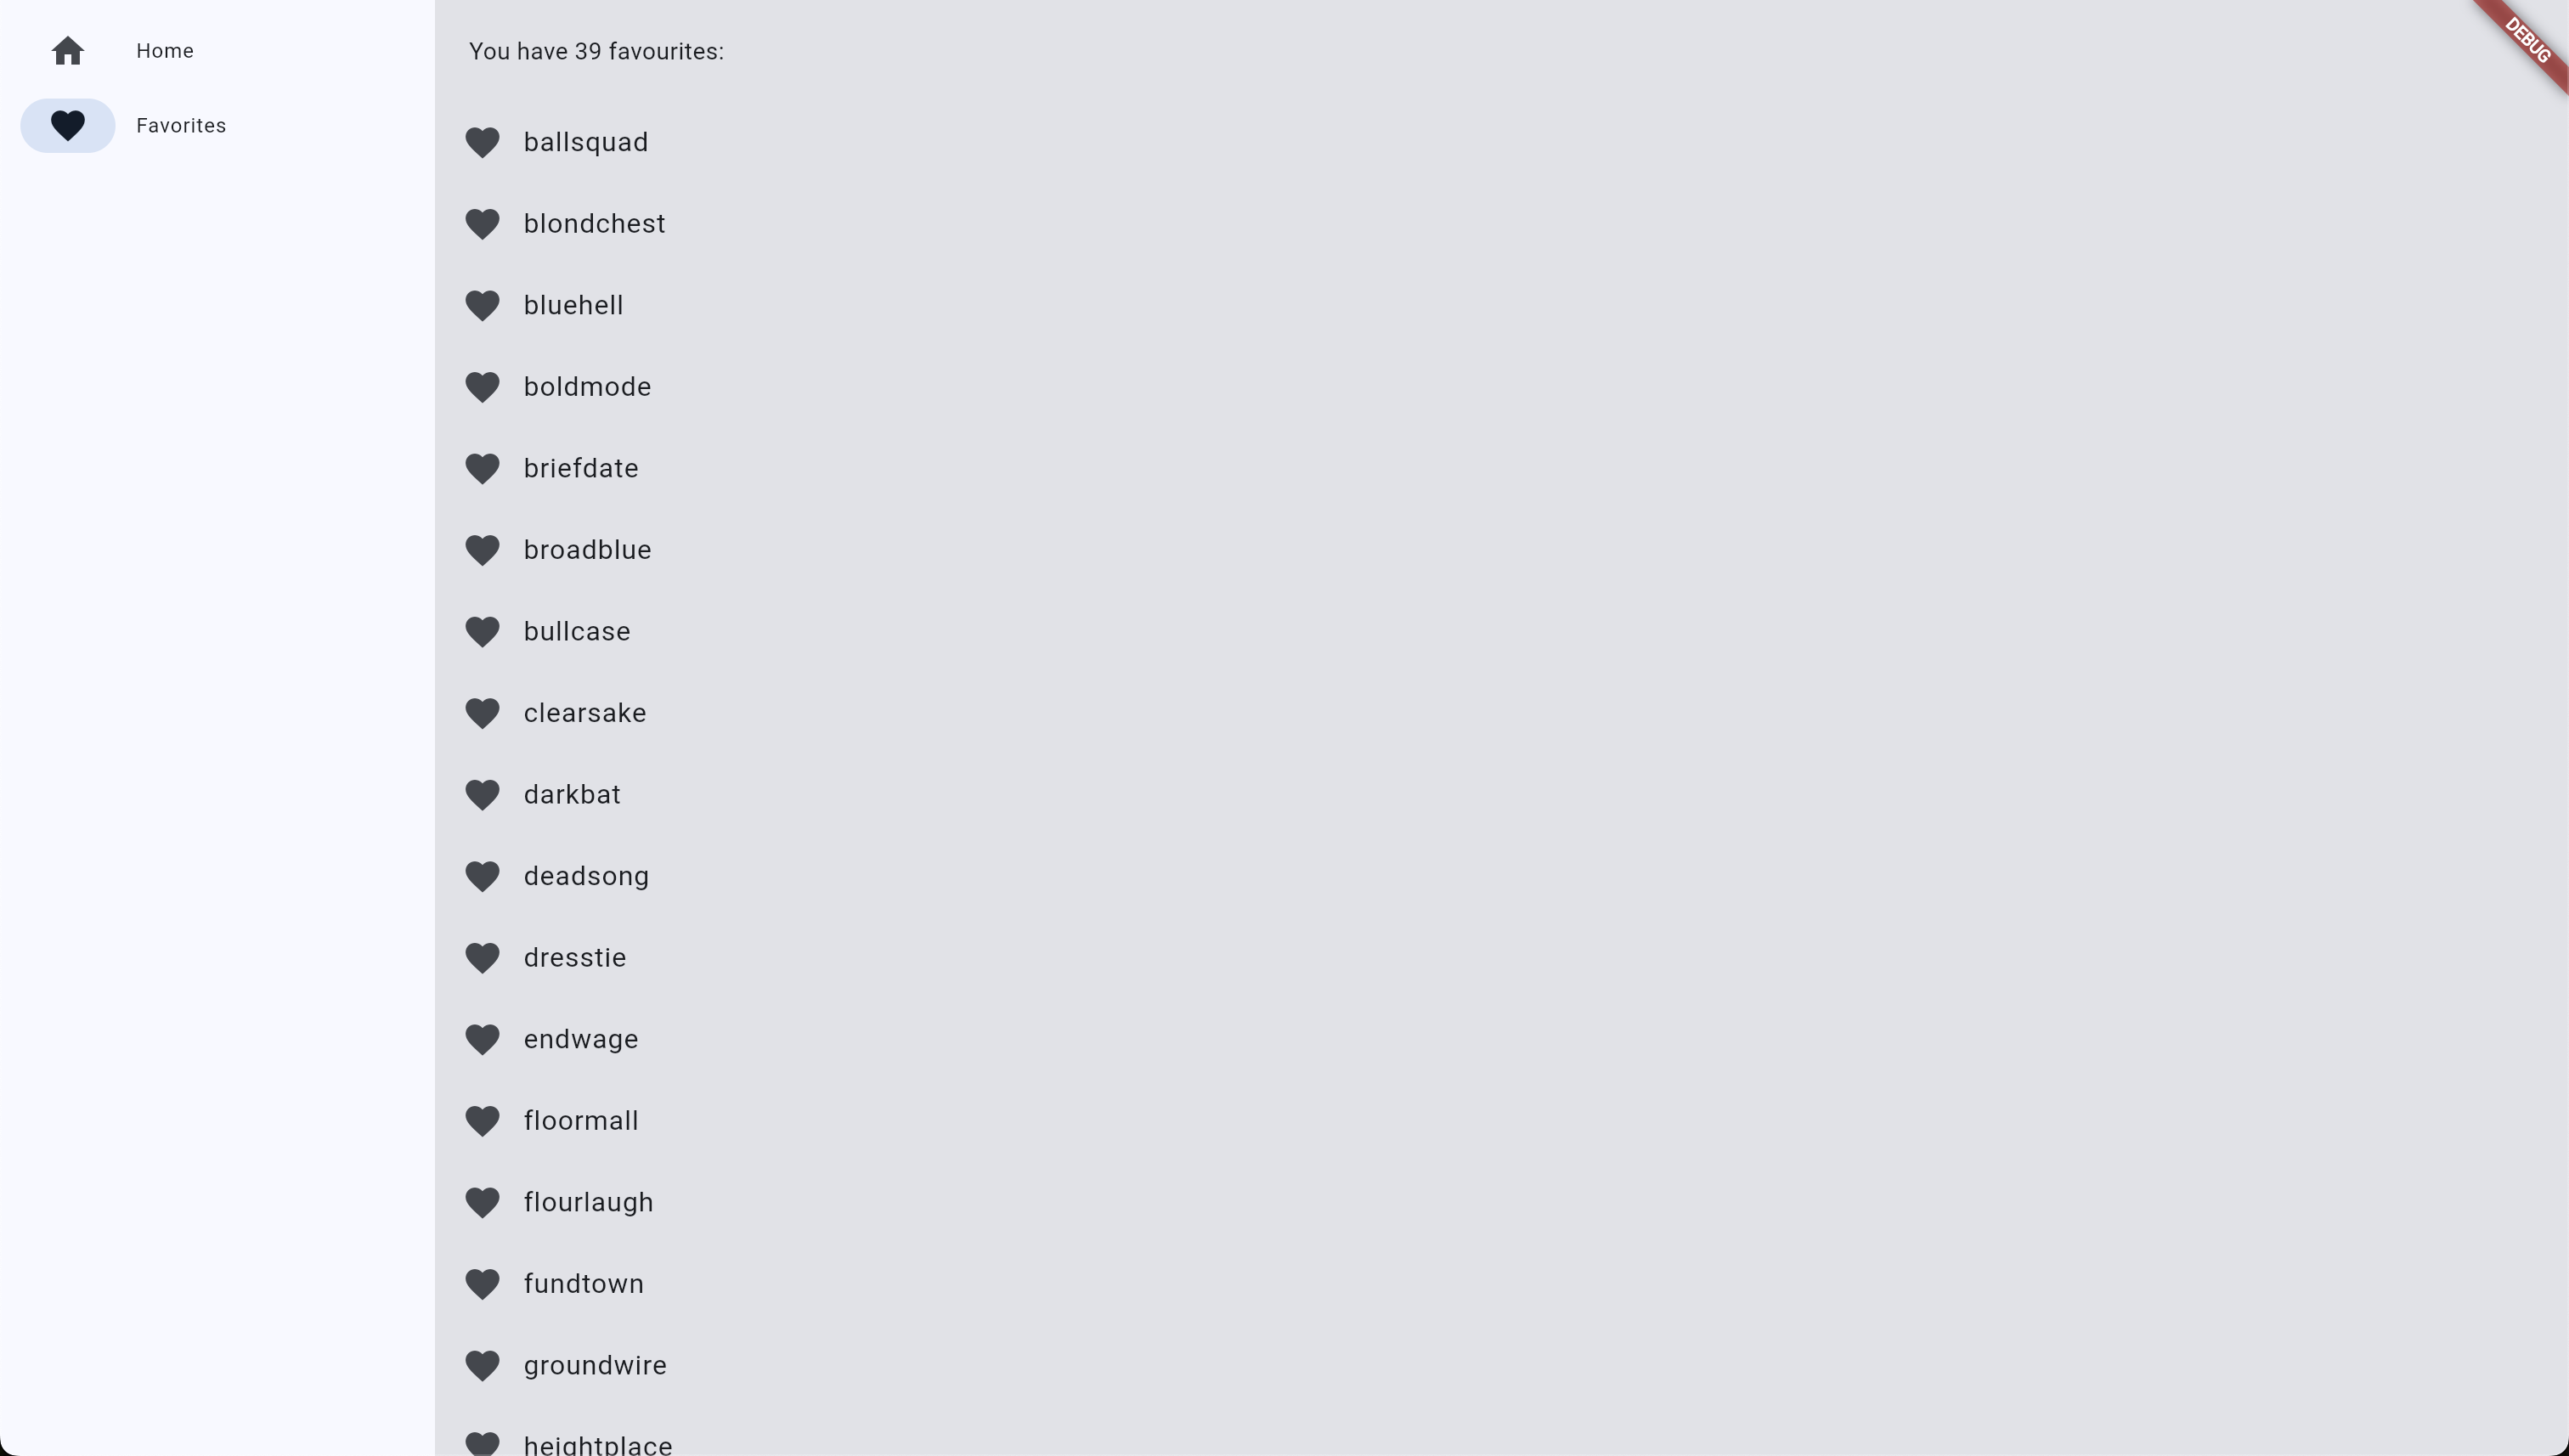 Home
Favorites
You have 39 favourites:
ballsquad
blondchest
bluehell
boldmode
briefdate
broadblue
bullcase
clearsake
darkbat
deadsong
dresstie
endwage
floormall
flourlaugh
fundtown
groundwire
heightplace
DEBUG